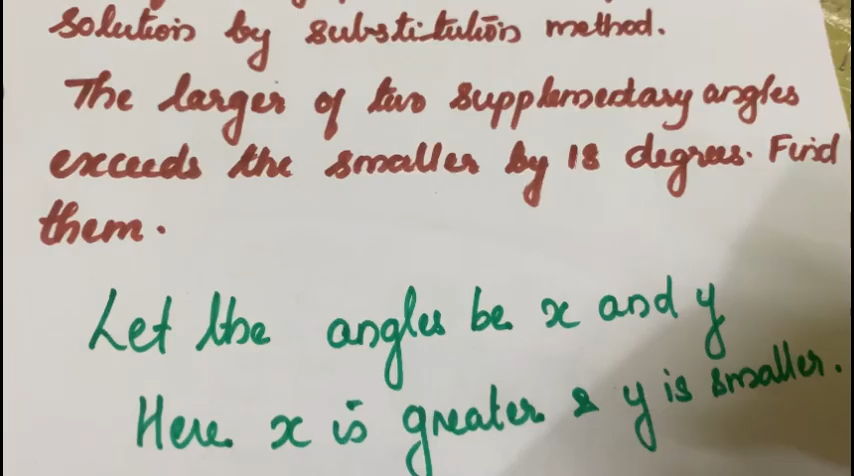 solution by substitution method.
The larger of two supplementary angles
exceeds the smaller by 18 degrees. Find
them.
Let the angles be x and y
Here x is greater & y is smaller.